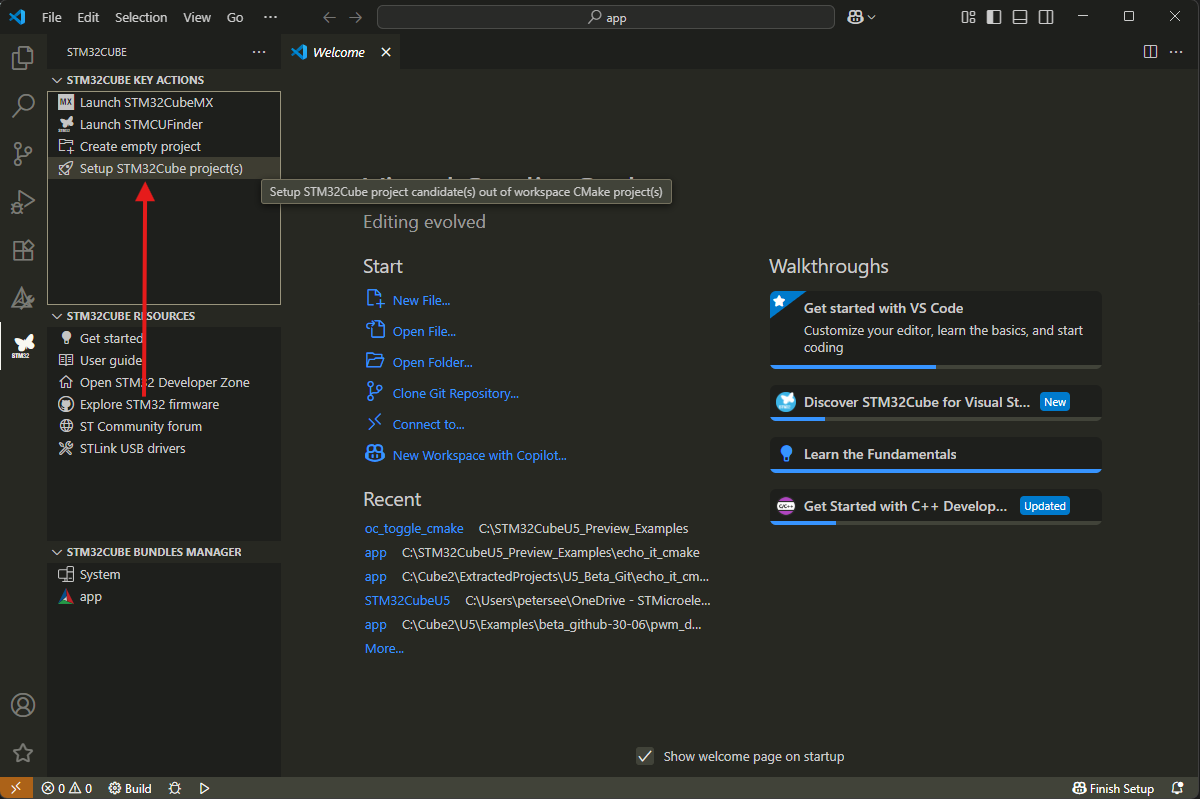 File Edit Selection View Go ···
app
STM32CUBE ···
Welcome
STM32CUBE KEY ACTIONS
MX Launch STM32CubeMX
Launch STMCUFinder
Create empty project
Setup STM32Cube project(s)
Setup STM32Cube project candidate(s) out of workspace CMake project(s)
Editing evolved
Start
New File...
Open File...
Open Folder...
Clone Git Repository...
Connect to...
New Workspace with Copilot...
Recent
oc_toggle_cmake C:\STM32CubeU5_Preview_Examples
app C:\STM32CubeU5_Preview_Examples\echo_it_cmake
app C:\Cube2\ExtractedProjects\U5_Beta_Git\echo_it_cm...
STM32CubeU5 C:\Users\petersee\OneDrive - STMicroele...
app C:\Cube2\U5\Examples\beta_github-30-06\pwm_d...
More...
Walkthroughs
Get started with VS Code
Customize your editor, learn the basics, and start
coding
Discover STM32Cube for Visual St... New
Learn the Fundamentals
C/C++ Get Started with C++ Develop... Updated
STM32CUBE RESOURCES
Get started
User guide
Open STM32 Developer Zone
Explore STM32 firmware
ST Community forum
STLink USB drivers
STM32
STM32CUBE BUNDLES MANAGER
System
app
Show welcome page on startup
0 0 Build
Finish Setup